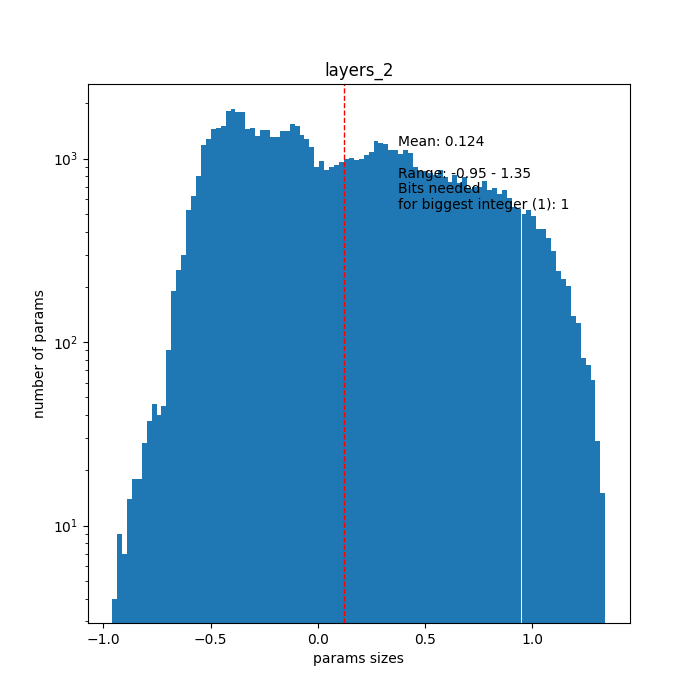 layers_2
Mean: 0.124
Range: -0.95 - 1.35
Bits needed
for biggest integer (1): 1
number of params
10³
10²
10¹
−1.0
−0.5
0.0
0.5
1.0
params sizes